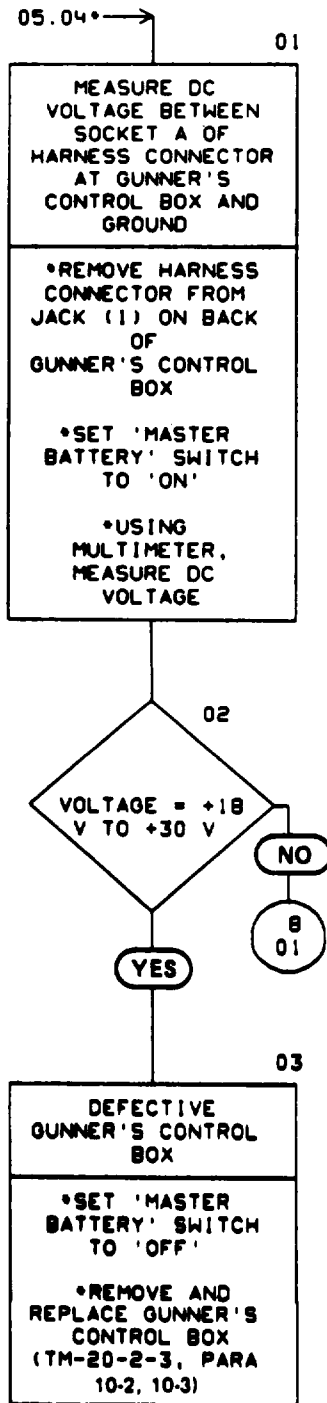 05.04*
01
MEASURE DC
VOLTAGE BETWEEN
SOCKET A OF
HARNESS CONNECTOR
AT GUNNER'S
CONTROL BOX AND
GROUND
*REMOVE HARNESS
CONNECTOR FROM
JACK (1) ON BACK
OF
GUNNER'S CONTROL
BOX
*SET 'MASTER
BATTERY' SWITCH
TO 'ON'
*USING
MULTIMETER,
MEASURE DC
VOLTAGE
02
VOLTAGE = +18
V TO +30 V
NO
B
01
YES
03
DEFECTIVE
GUNNER'S CONTROL
BOX
*SET 'MASTER
BATTERY' SWITCH
TO 'OFF'
*REMOVE AND
REPLACE GUNNER'S
CONTROL BOX
(TM-20-2-3, PARA
10-2, 10-3)